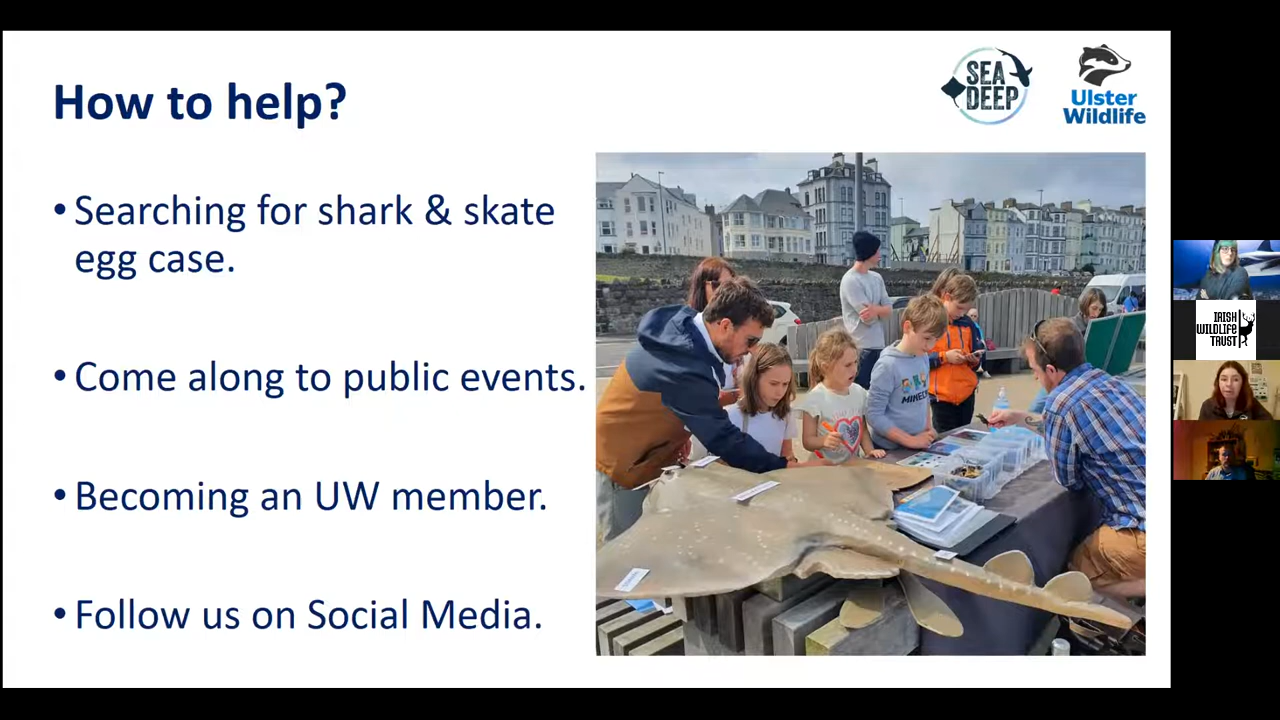 How to help?
SEA
DEEP
Ulster
Wildlife
• Searching for shark & skate
egg case.
• Come along to public events.
• Becoming an UW member.
• Follow us on Social Media.
IRISH
WILDLIFE
TRUST